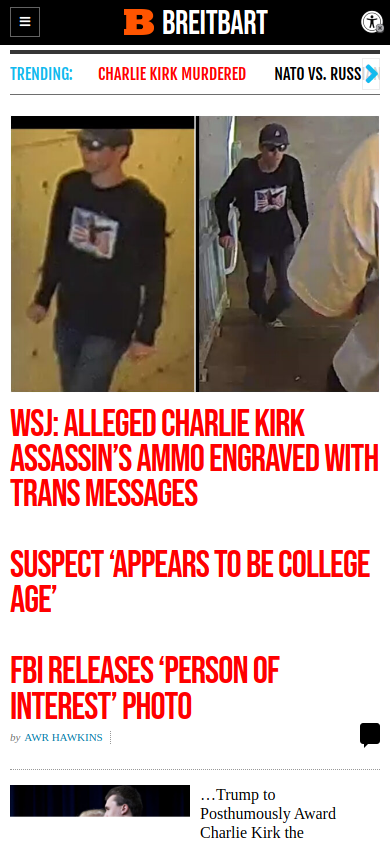 BREITBART
TRENDING: CHARLIE KIRK MURDERED NATO VS. RUSS
WSJ: ALLEGED CHARLIE KIRK
ASSASSIN’S AMMO ENGRAVED WITH
TRANS MESSAGES
SUSPECT ‘APPEARS TO BE COLLEGE
AGE’
FBI RELEASES ‘PERSON OF
INTEREST’ PHOTO
by AWR HAWKINS
…Trump to
Posthumously Award
Charlie Kirk the